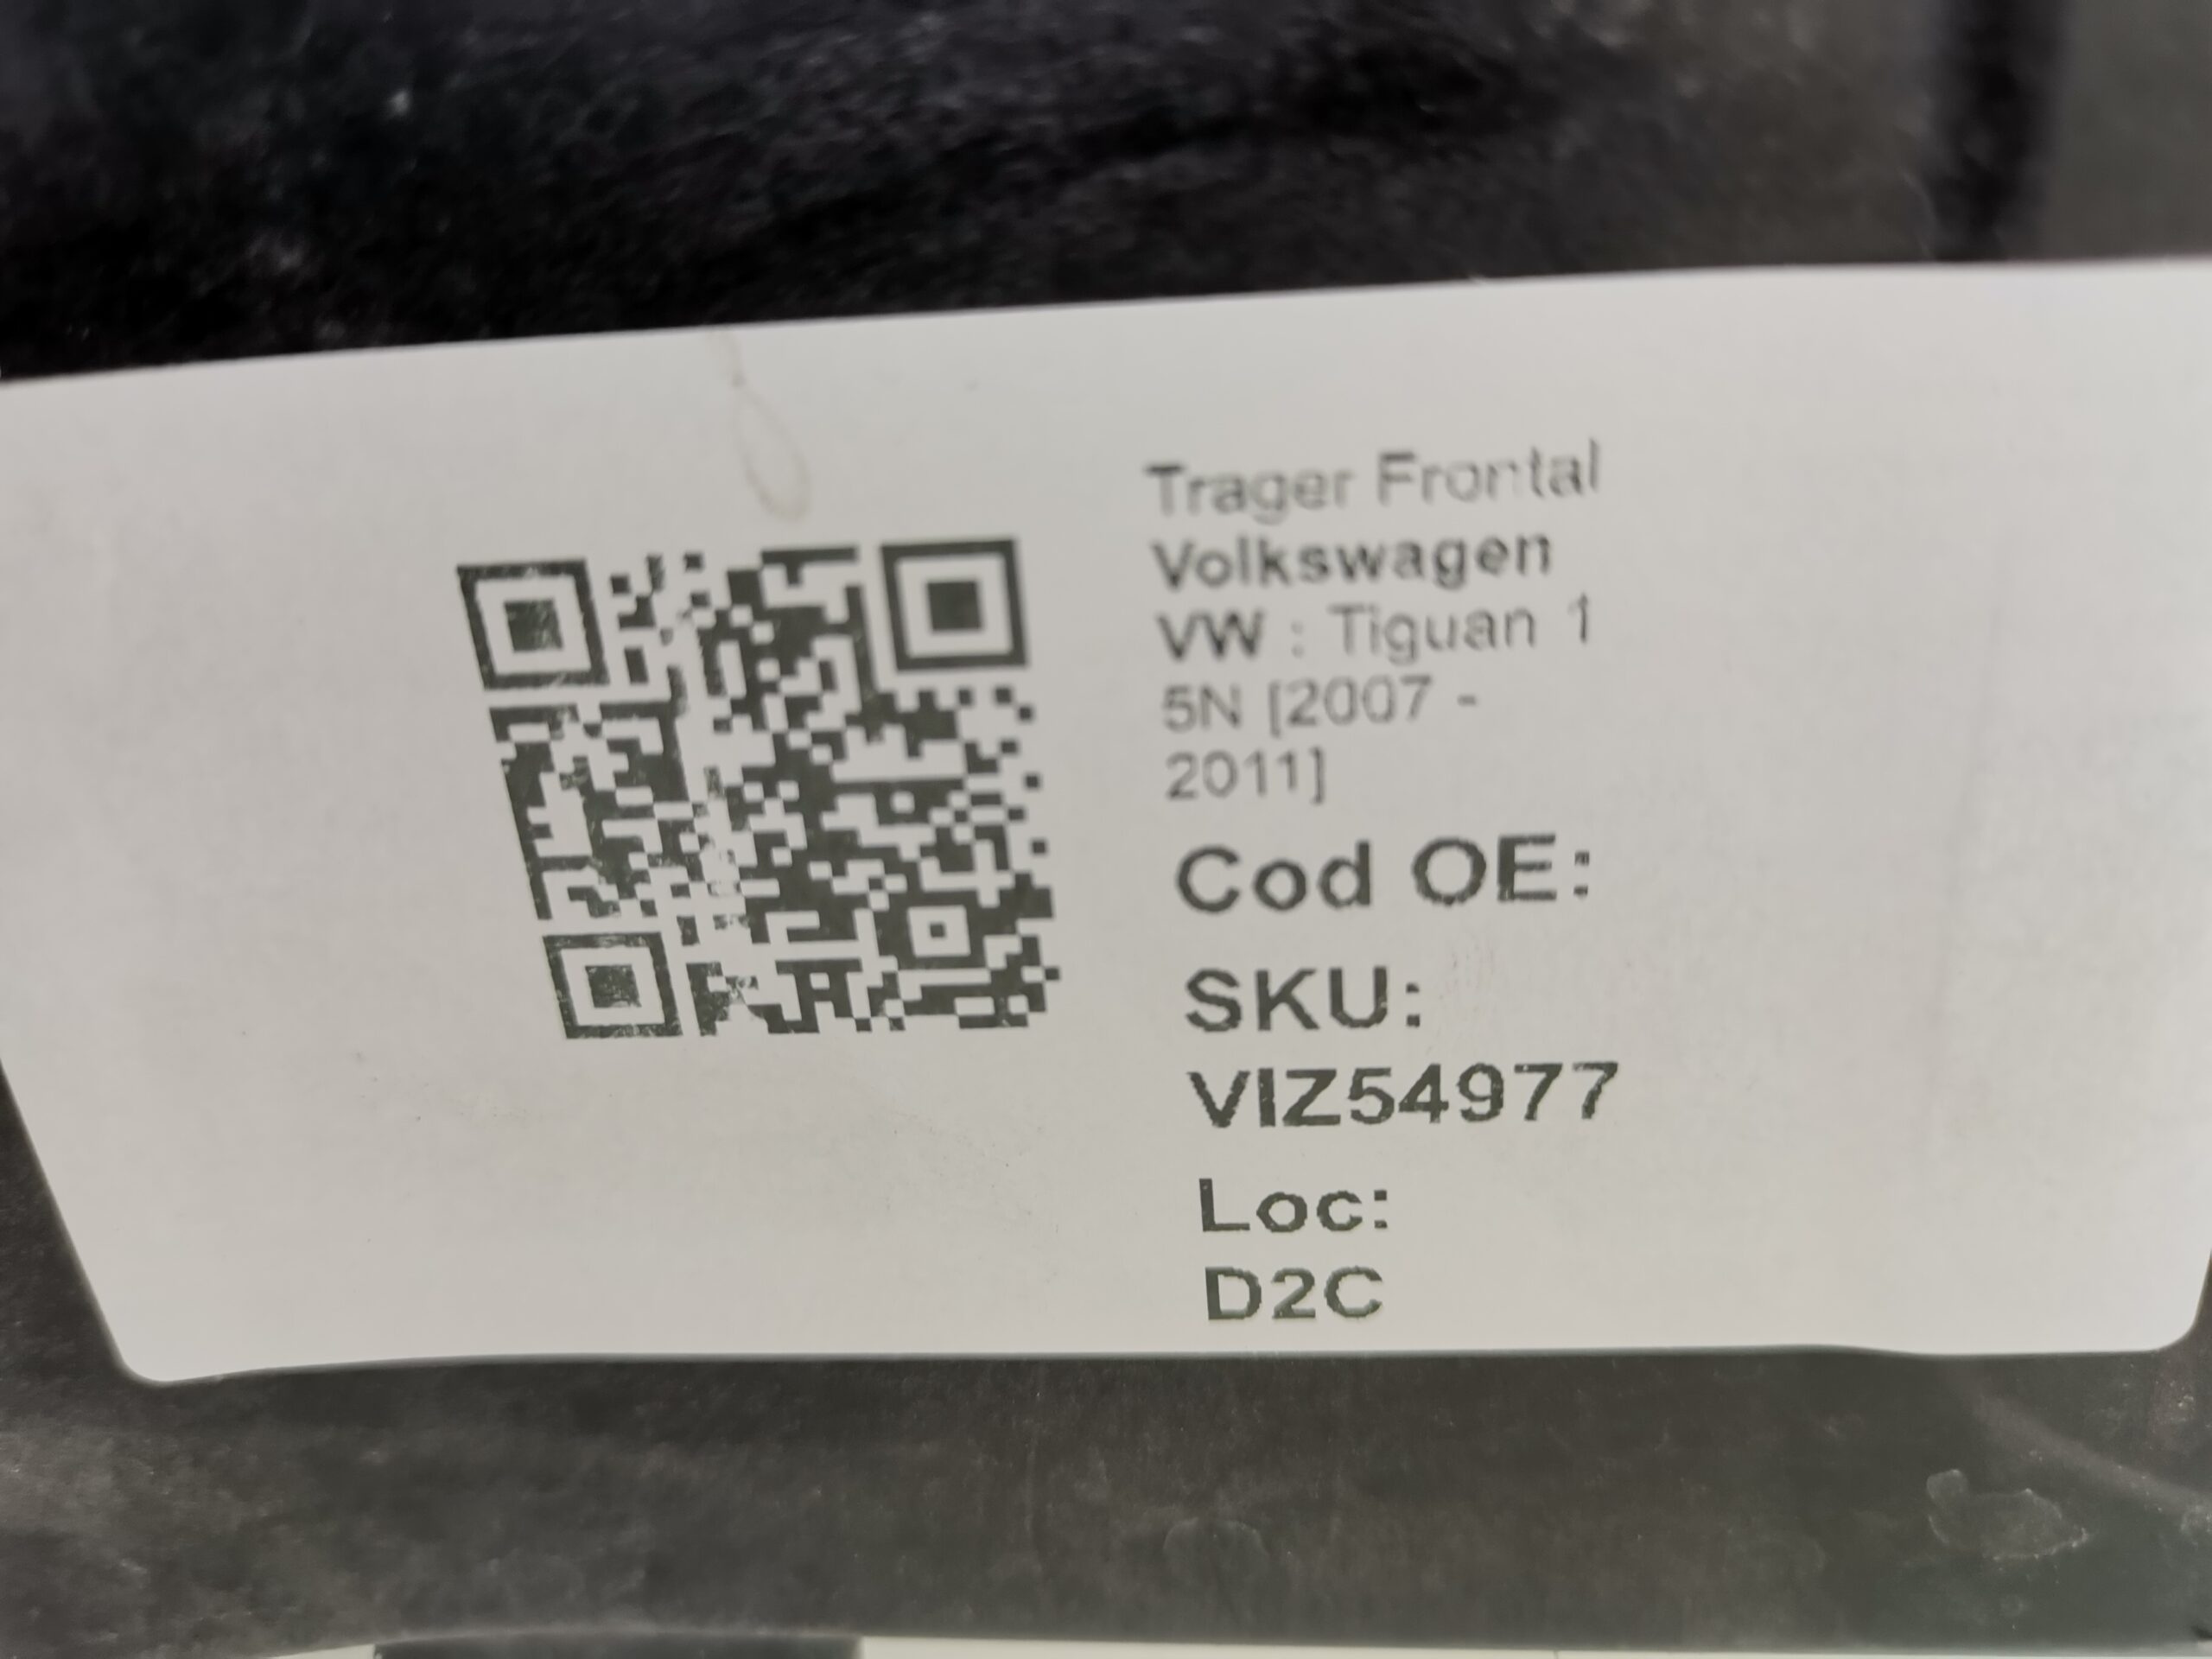 Trager Frontal
Volkswagen
VW : Tiguan 1
5N [2007 -
2011]
Cod OE:
SKU:
VIZ54977
Loc:
D2C